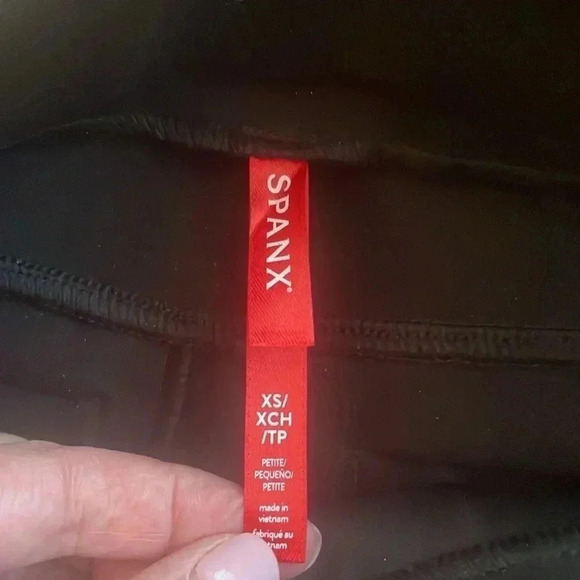 SPANX®
XS/
XCH
/TP
PETITE/
PEQUEÑO/
PETITE
made in
vietnam
fabriqué au
vietnam